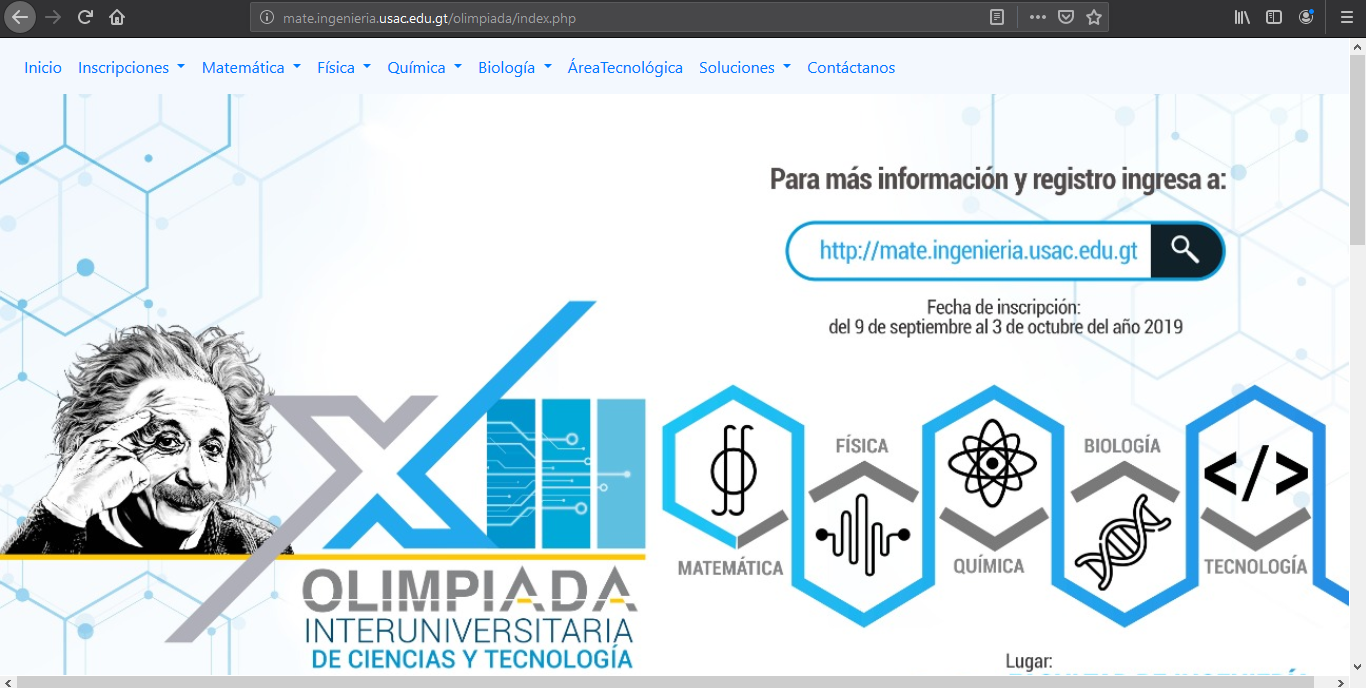 mate.ingenieria.usac.edu.gt/olimpiada/index.php
Inicio Inscripciones Matemática Física Química Biología ÁreaTecnológica Soluciones Contáctanos
Para más información y registro ingresa a:
http://mate.ingenieria.usac.edu.gt
Fecha de inscripción:
del 9 de septiembre al 3 de octubre del año 2019
XIII
OLIMPIADA
INTERUNIVERSITARIA
DE CIENCIAS Y TECNOLOGÍA
MATEMÁTICA
FÍSICA
QUÍMICA
BIOLOGÍA
</>
TECNOLOGÍA
Lugar: